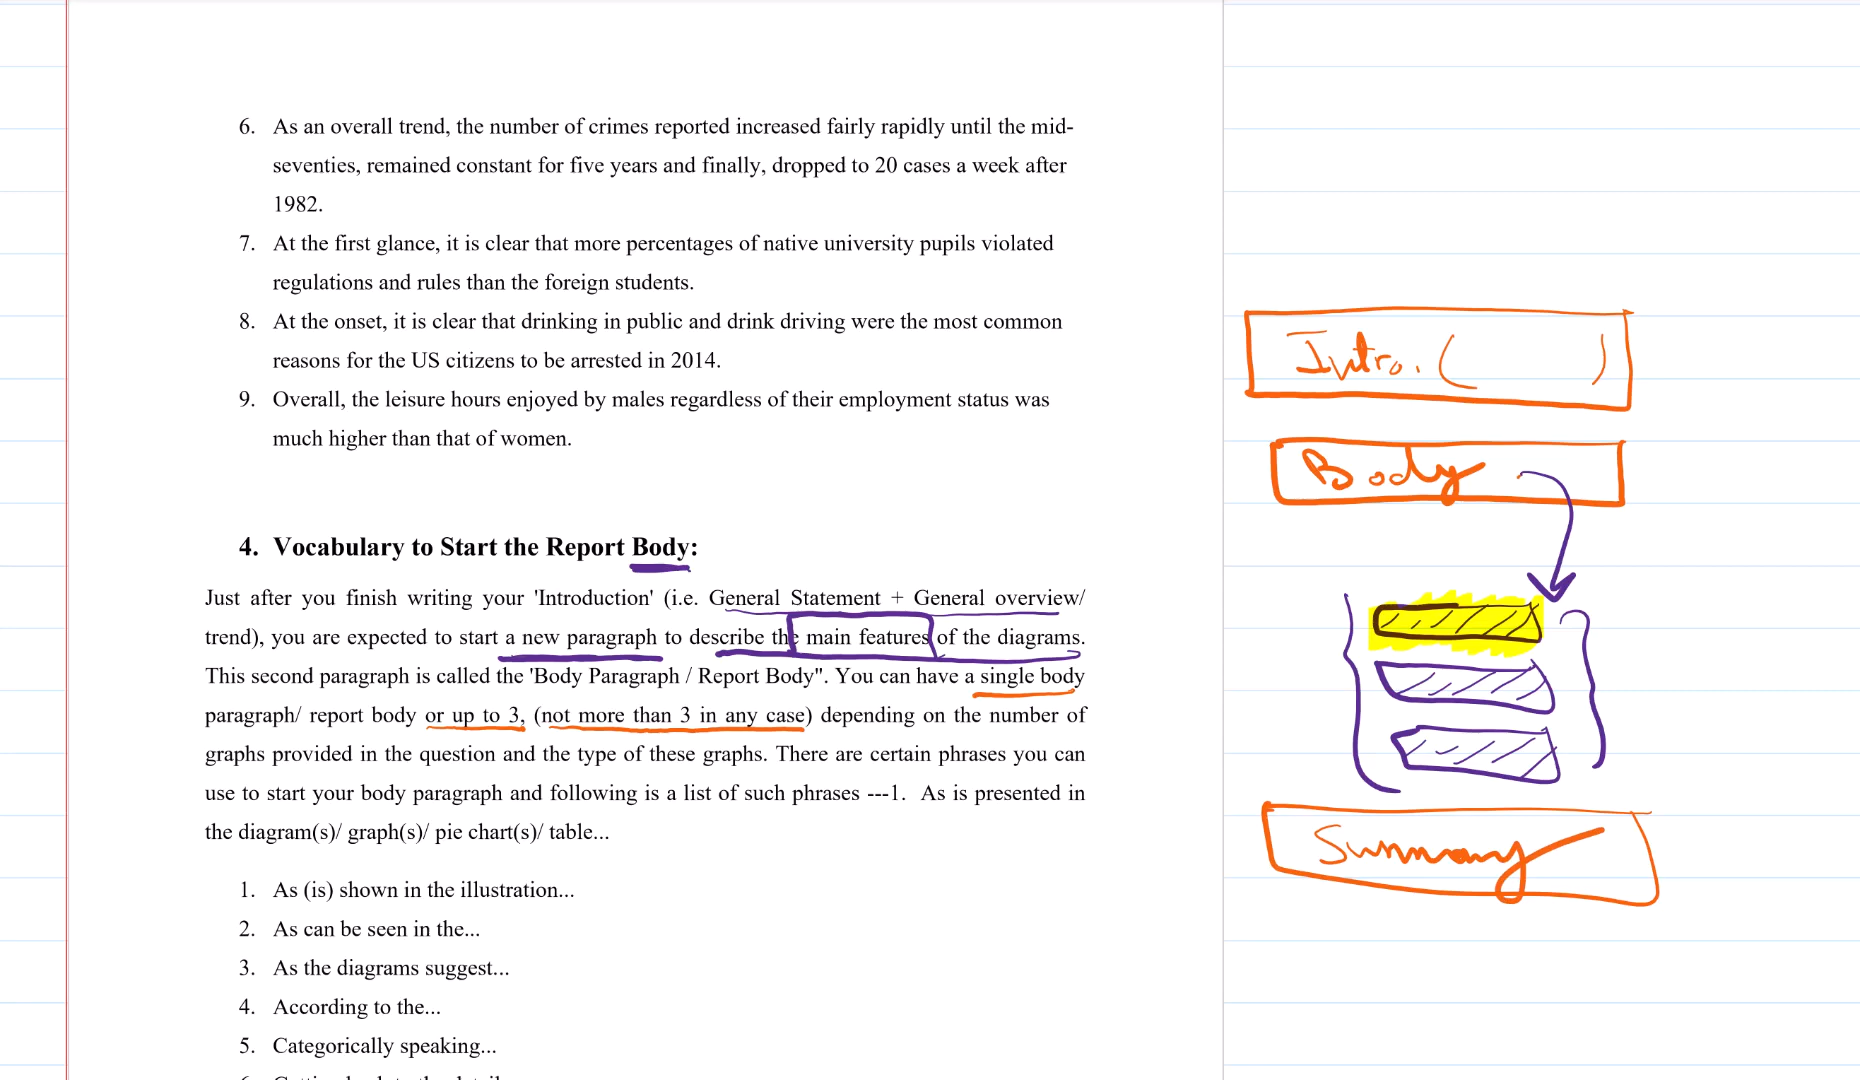 6. As an overall trend, the number of crimes reported increased fairly rapidly until the mid-
seventies, remained constant for five years and finally, dropped to 20 cases a week after
1982.
7. At the first glance, it is clear that more percentages of native university pupils violated
regulations and rules than the foreign students.
8. At the onset, it is clear that drinking in public and drink driving were the most common
reasons for the US citizens to be arrested in 2014.
9. Overall, the leisure hours enjoyed by males regardless of their employment status was
much higher than that of women.
4. Vocabulary to Start the Report Body:
Just after you finish writing your 'Introduction' (i.e. General Statement + General overview/
trend), you are expected to start a new paragraph to describe the main features of the diagrams.
This second paragraph is called the 'Body Paragraph / Report Body". You can have a single body
paragraph/ report body or up to 3, (not more than 3 in any case) depending on the number of
graphs provided in the question and the type of these graphs. There are certain phrases you can
use to start your body paragraph and following is a list of such phrases ---1. As is presented in
the diagram(s)/ graph(s)/ pie chart(s)/ table...
1. As (is) shown in the illustration...
2. As can be seen in the...
3. As the diagrams suggest...
4. According to the...
5. Categorically speaking...
Intro. ( )
Body
Summary